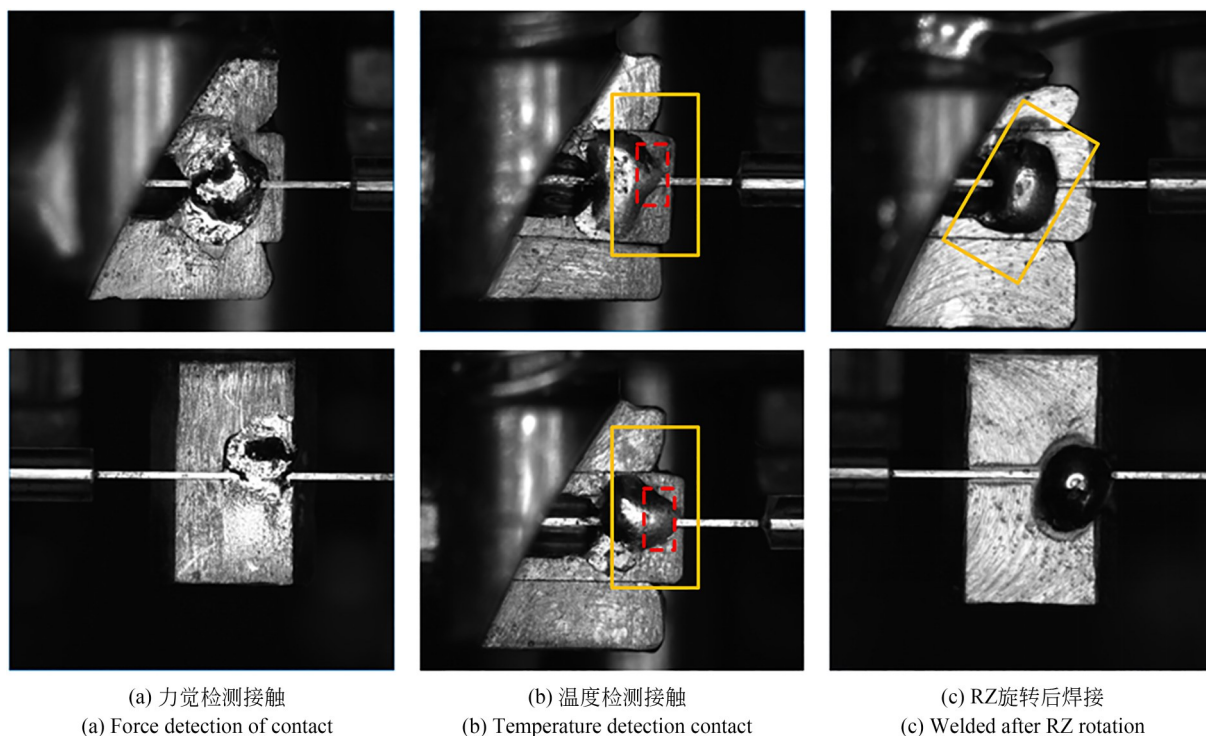 (a) 力觉检测接触
(a) Force detection of contact
(b) 温度检测接触
(b) Temperature detection contact
(c) RZ旋转后焊接
(c) Welded after RZ rotation